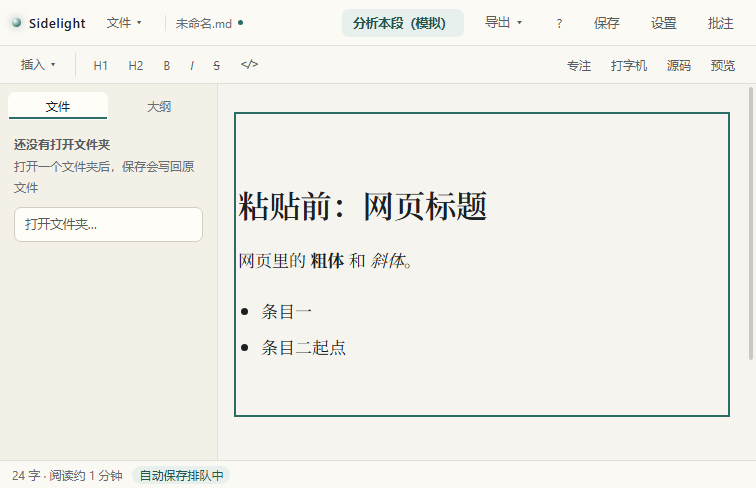 Sidelight 文件 未命名.md 分析本段（模拟） 导出 ? 保存 设置 批注
插入 H1 H2 B I S </> 专注 打字机 源码 预览
文件 大纲
还没有打开文件夹
打开一个文件夹后，保存会写回原
文件
打开文件夹...
粘贴前：网页标题
网页里的 粗体 和 斜体。
条目一
条目二起点
24 字 · 阅读约 1 分钟 自动保存排队中